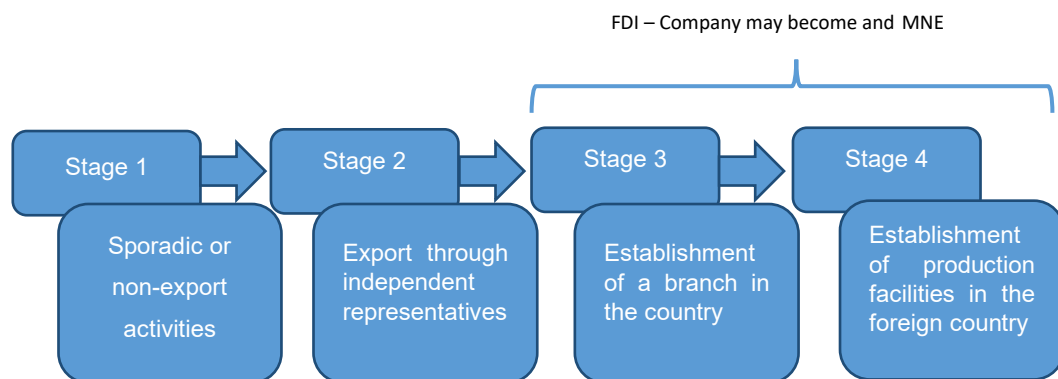 FDI – Company may become and MNE
Stage 1
Stage 2
Stage 3
Stage 4
Sporadic or
non-export
activities
Export through
independent
representatives
Establishment
of a branch in
the country
Establishment
of production
facilities in the
foreign country